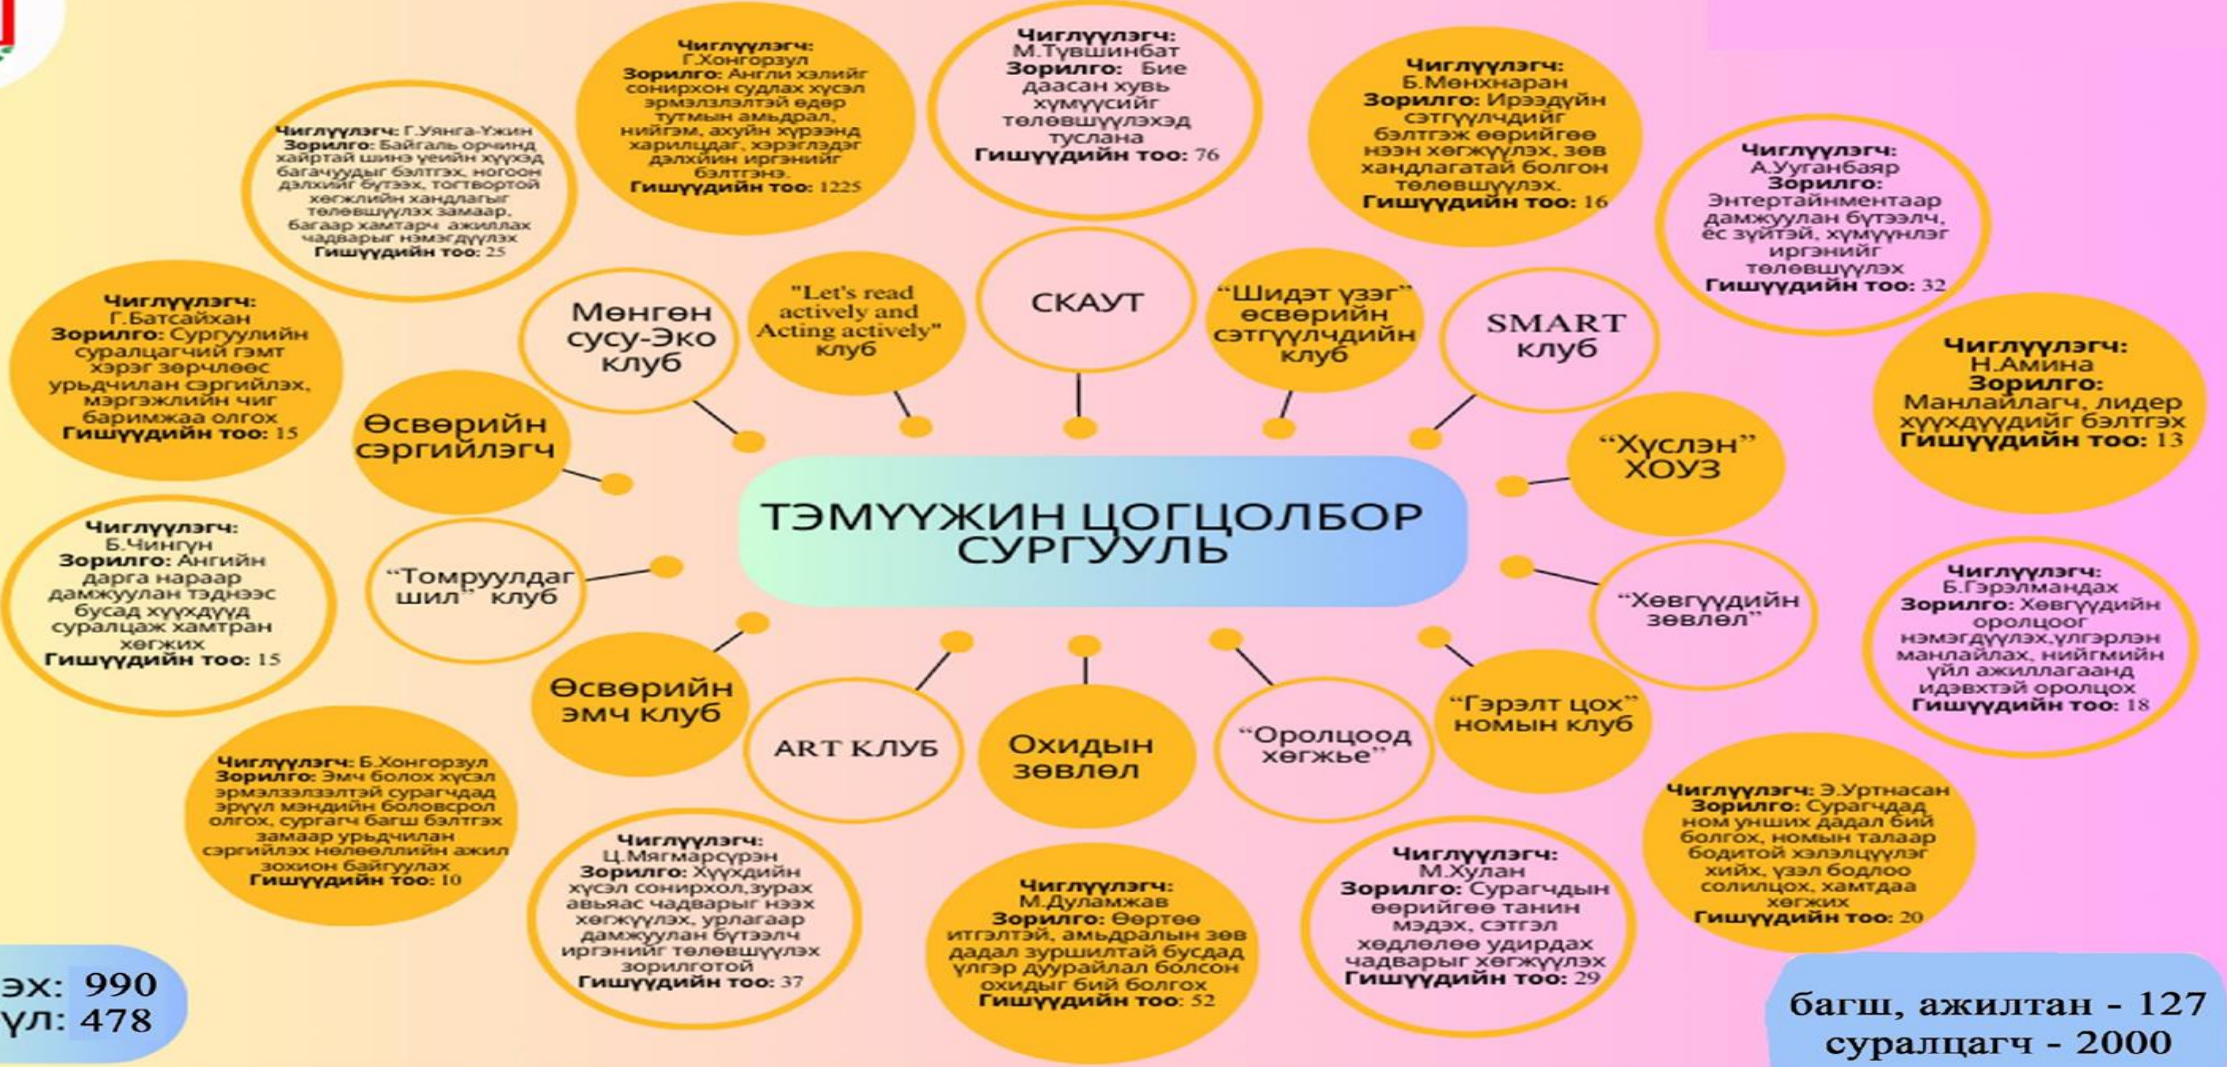 Чиглүүлэгч:
Г.Хонгорзул
Зорилго: Англи хэлийг
сонирхон судлах хүсэл
эрмэлзлэлтэй өдөр
тутмын амьдрал,
нийгэм, ахуйн хүрээнд
харилцдаг, хэрэглэдэг
дэлхийн иргэнийг
бэлтгэнэ.
Гишүүдийн тоо: 1225
Чиглүүлэгч:
М.Түвшинбат
Зорилго: Бие
даасан хувь
хүмүүсийг
төлөвшүүлэхэд
туслана
Гишүүдийн тоо: 76
Чиглүүлэгч:
Б.Мөнхнаран
Зорилго: Ирээдүйн
сэтгүүлчдийг
бэлтгэж өөрийгөө
нээн хөгжүүлэх, зөв
хандлагатай болгон
төлөвшүүлэх.
Гишүүдийн тоо: 16
Чиглүүлэгч: Г.Уянга-Үжин
Зорилго: Байгаль орчинд
хайртай шинэ үеийн хүүхэд
багачуудыг бэлтгэх, ногоон
дэлхийг бүтээх, тогтвортой
хөгжлийн хандлагыг
төлөвшүүлэх замаар,
багаар хамтарч ажиллах
чадварыг нэмэгдүүлэх
Гишүүдийн тоо: 25
Чиглүүлэгч:
А.Ууганбаяр
Зорилго:
Энтертайнментаар
дамжуулан бүтээлч,
ёс зүйтэй, хүмүүнлэг
иргэнийг
төлөвшүүлэх
Гишүүдийн тоо: 32
Чиглүүлэгч:
Г.Батсайхан
Зорилго: Сургуулийн
суралцагчий гэмт
хэрэг зөрчлөөс
урьдчилан сэргийлэх,
мэргэжлийн чиг
баримжаа олгох
Гишүүдийн тоо: 15
Мөнгөн
сусу-Эко
клуб
"Let's read
actively and
Acting actively"
клуб
СКАУТ
“Шидэт үзэг”
өсвөрийн
сэтгүүлчдийн
клуб
SMART
клуб
Чиглүүлэгч:
Н.Амина
Зорилго:
Манлайлагч, лидер
хүүхдүүдийг бэлтгэх
Гишүүдийн тоо: 13
Өсвөрийн
сэргийлэгч
“Хүслэн”
ХОУЗ
ТЭМҮҮЖИН ЦОГЦОЛБОР
СУРГУУЛЬ
Чиглүүлэгч:
Б.Чингүн
Зорилго: Ангийн
дарга нараар
дамжуулан тэднээс
бусад хүүхдүүд
суралцаж хамтран
хөгжих
Гишүүдийн тоо: 15
“Томруулдаг
шил” клуб
“Хөвгүүдийн
зөвлөл”
Чиглүүлэгч:
Б.Гэрэлмандах
Зорилго: Хөвгүүдийн
оролцоог
нэмэгдүүлэх,үлгэрлэн
манлайлах, нийгмийн
үйл ажиллагаанд
идэвхтэй оролцох
Гишүүдийн тоо: 18
Өсвөрийн
эмч клуб
ART КЛУБ
Охидын
зөвлөл
“Оролцоод
хөгжье”
“Гэрэлт цох”
номын клуб
Чиглүүлэгч: Б.Хонгорзул
Зорилго: Эмч болох хүсэл
эрмэлзэлзэлтэй сурагчдад
эрүүл мэндийн боловсрол
олгох, сургагч багш бэлтгэх
замаар урьдчилан
сэргийлэх нөлөөллийн ажил
зохион байгуулах
Гишүүдийн тоо: 10
Чиглүүлэгч:
Ц.Мягмарсүрэн
Зорилго: Хүүхдийн
хүсэл сонирхол,зурах
авьяас чадварыг нээх
хөгжүүлэх, урлагаар
дамжуулан бүтээлч
иргэнийг төлөвшүүлэх
зорилготой
Гишүүдийн тоо: 37
Чиглүүлэгч:
М.Дуламжав
Зорилго: Өөртөө
итгэлтэй, амьдралын зөв
дадал зуршилтай бусдад
үлгэр дуурайлал болсон
охидыг бий болгох
Гишүүдийн тоо: 52
Чиглүүлэгч:
М.Хулан
Зорилго: Сурагчдын
өөрийгөө танин
мэдэх, сэтгэл
хөдлөлөө удирдах
чадварыг хөгжүүлэх
Гишүүдийн тоо: 29
Чиглүүлэгч: Э.Уртнасан
Зорилго: Сурагчдад
ном унших дадал бий
болгох, номын талаар
бодитой хэлэлцүүлэг
хийх, үзэл бодлоо
солилцох, хамтдаа
хөгжих
Гишүүдийн тоо: 20
эх: 990
үл: 478
багш, ажилтан - 127
суралцагч - 2000